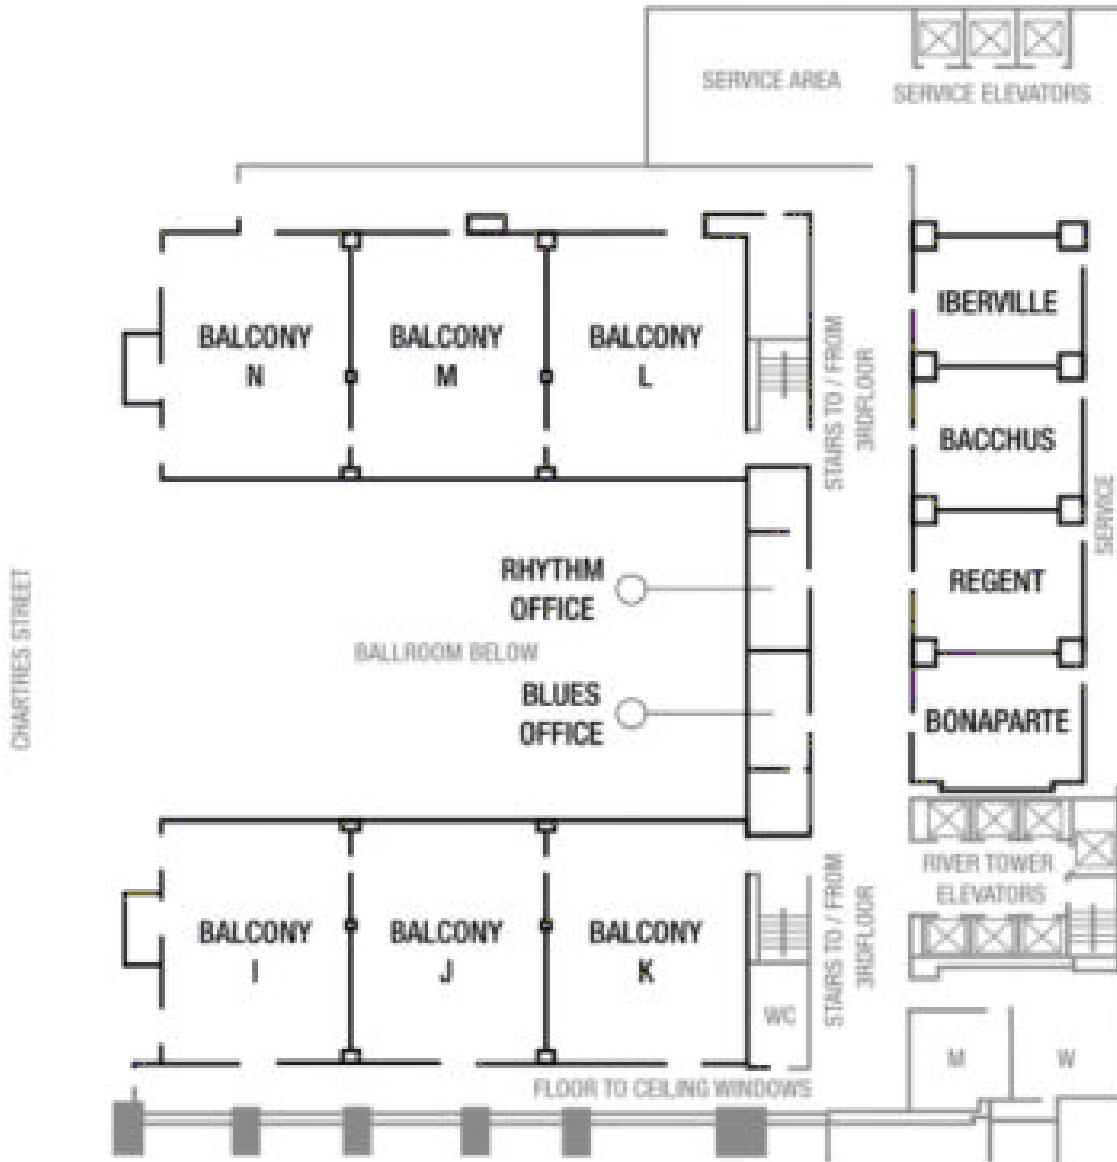 SERVICE AREA
SERVICE ELEVATORS
IBERVILLE
BALCONY
N
BALCONY
M
BALCONY
L
STAIRS TO / FROM
3RDFLOOR
BACCHUS
SERVICE
RHYTHM
OFFICE
REGENT
CHARTRES STREET
BALLROOM BELOW
BLUES
OFFICE
BONAPARTE
RIVER TOWER
ELEVATORS
BALCONY
I
BALCONY
J
BALCONY
K
STAIRS TO / FROM
3RDFLOOR
WC
M
W
FLOOR TO CEILING WINDOWS